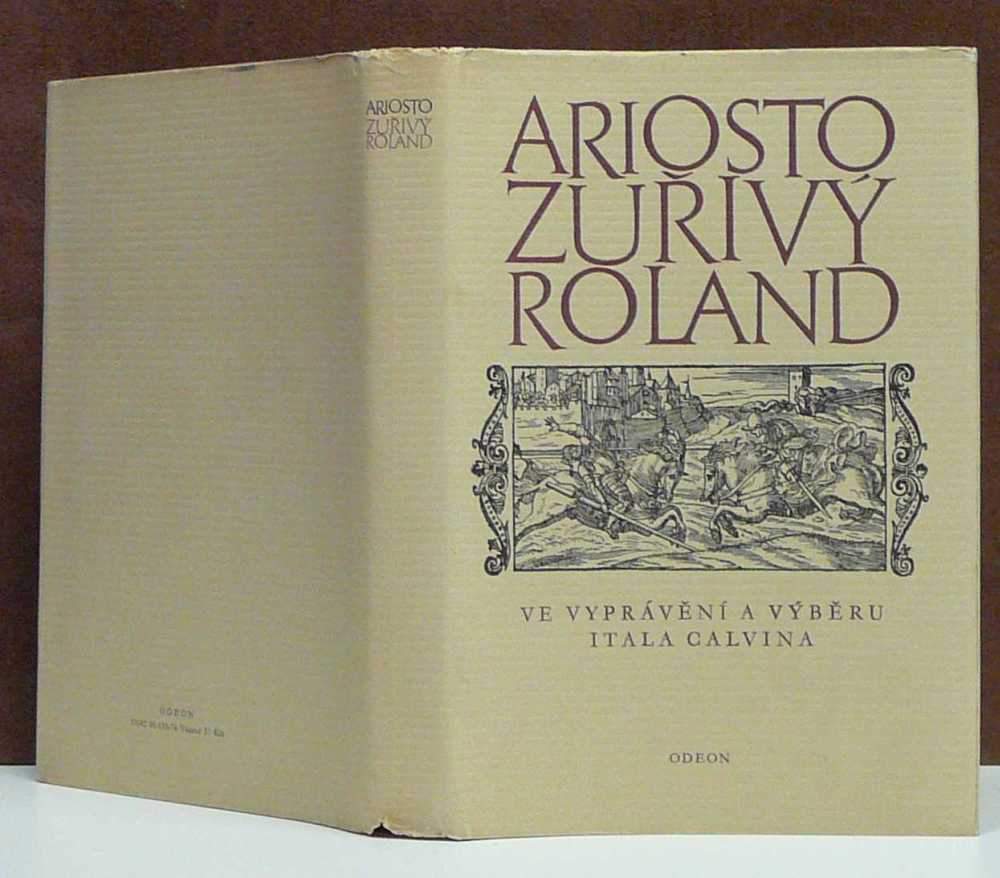 ARIOSTO
ZUŘIVÝ
ROLAND
VE VYPRÁVĚNÍ A VÝBĚRU
ITALA CALVINA
ODEON
ARIOSTO
ZUŘIVÝ
ROLAND
ODEON